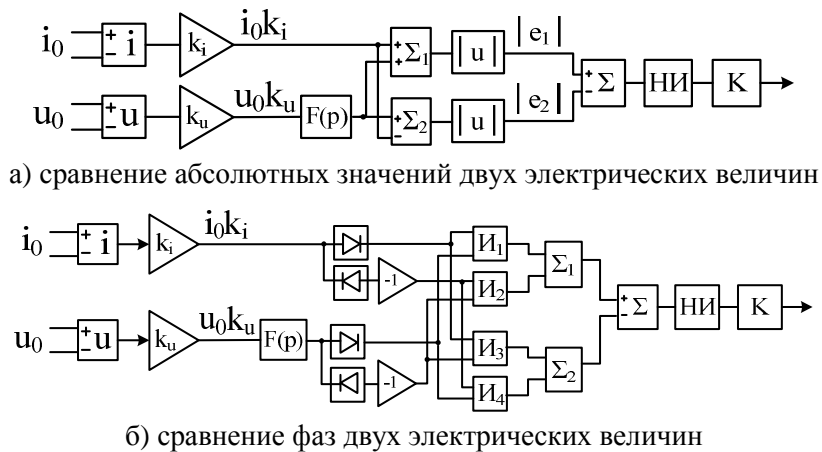 i₀ + − i kᵢ i₀kᵢ + + Σ₁ |u| |e₁|
+ − Σ НИ К
u₀ + − u kᵤ u₀kᵤ F(p) + − Σ₂ |u| |e₂|
а) сравнение абсолютных значений двух электрических величин
i₀ + − i kᵢ i₀kᵢ -1 И₁ И₂ Σ₁
+ − Σ НИ К
u₀ + − u kᵤ u₀kᵤ F(p) -1 И₃ И₄ Σ₂
б) сравнение фаз двух электрических величин